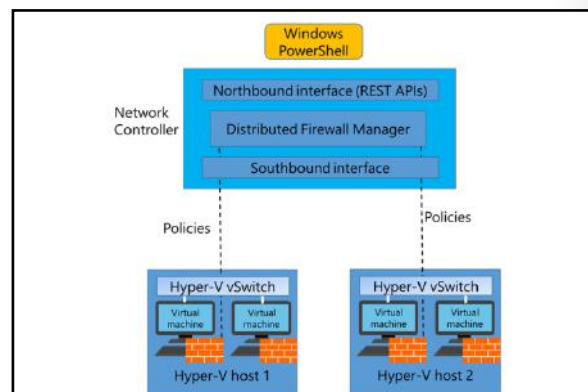 Windows
PowerShell
Northbound interface (REST APIs)
Network
Controller
Distributed Firewall Manager
Southbound interface
Policies
Policies
Hyper-V vSwitch
Hyper-V vSwitch
Virtual
machine
Virtual
machine
Virtual
machine
Virtual
machine
Hyper-V host 1
Hyper-V host 2